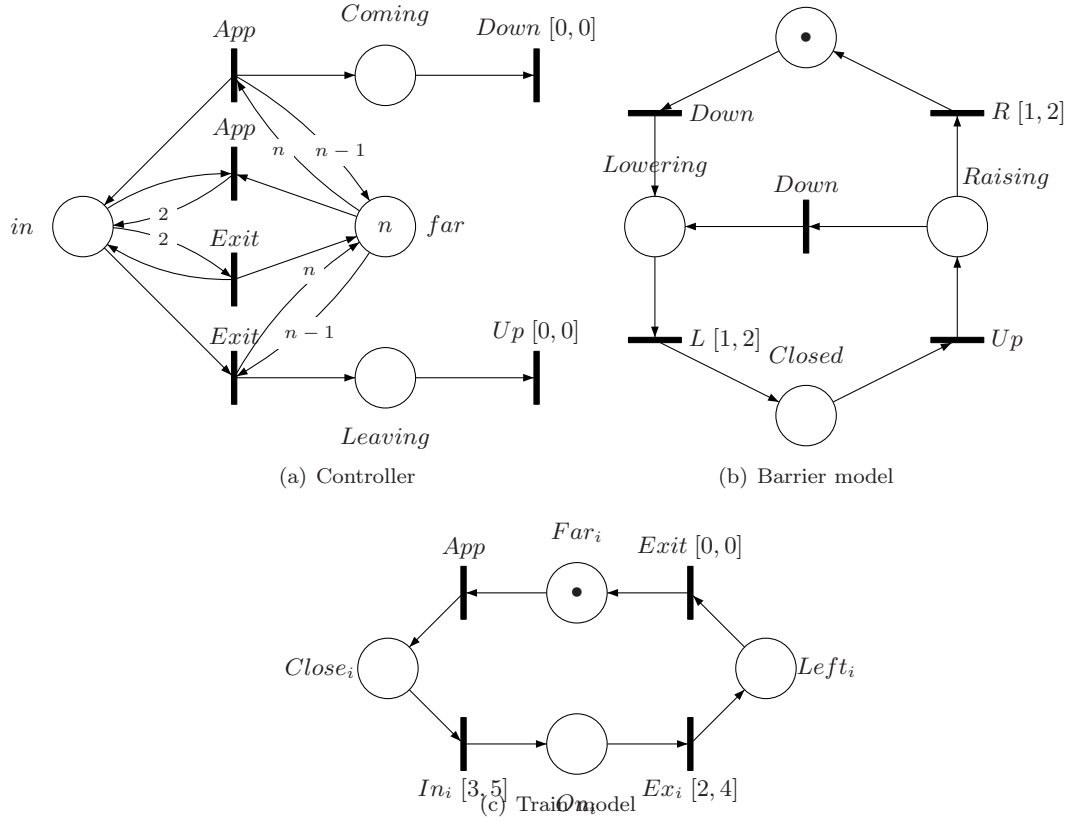 Coming
App
Down [0, 0]
App
n
n − 1
2
2
in
n
far
Exit
n
n − 1
Exit
Up [0, 0]
Leaving
(a) Controller
Down
R [1, 2]
Lowering
Down
Raising
L [1, 2]
Closed
Up
(b) Barrier model
Far_i
App
Exit [0, 0]
Close_i
Left_i
In_i [3, 5]
On_i
Ex_i [2, 4]
(c) Train model